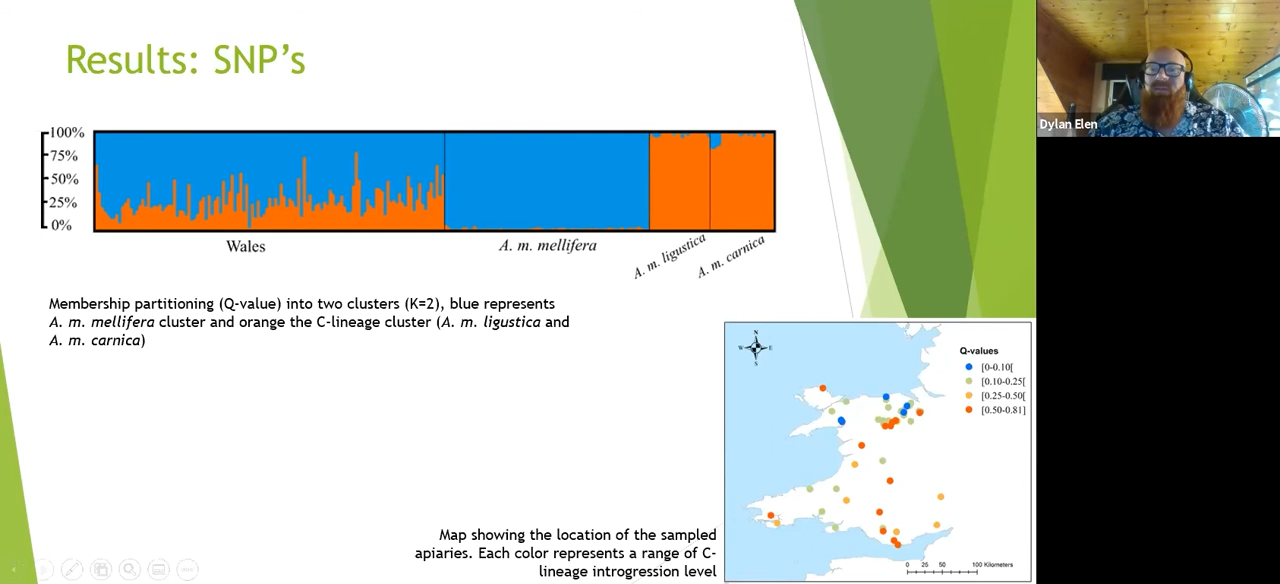 Results: SNP's
100%
75%
50%
25%
0%
Wales
A. m. mellifera
A. m. ligustica
A. m. carnica
Membership partitioning (Q-value) into two clusters (K=2), blue represents
A. m. mellifera cluster and orange the C-lineage cluster (A. m. ligustica and
A. m. carnica)
N
W
E
S
Q-values
[0-0.10[
[0.10-0.25[
[0.25-0.50[
[0.50-0.81]
0 25 50 100 Kilometers
Map showing the location of the sampled
apiaries. Each color represents a range of C-
lineage introgression level
Dylan Elen